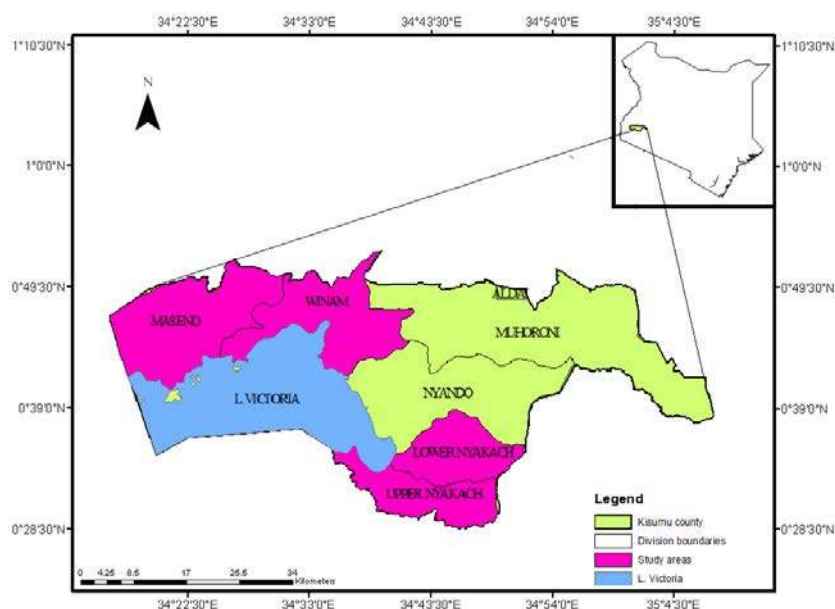 34°22'30"E 34°33'0"E 34°43'30"E 34°54'0"E 35°4'30"E
1°10'30"N 1°10'30"N
N
1°0'0"N 1°0'0"N
0°49'30"N 0°49'30"N
WINAM
MASENO
MUHORONI
0°39'0"N 0°39'0"N
L VICTORIA
NYANDO
LOWER NYAKACH
UPPER NYAKACH
0°28'30"N 0°28'30"N
Legend
Kisumu county
Division boundaries
Study areas
L. Victoria
0 4.25 8.5 17 25.5 34
Kilometers
34°22'30"E 34°33'0"E 34°43'30"E 34°54'0"E 35°4'30"E